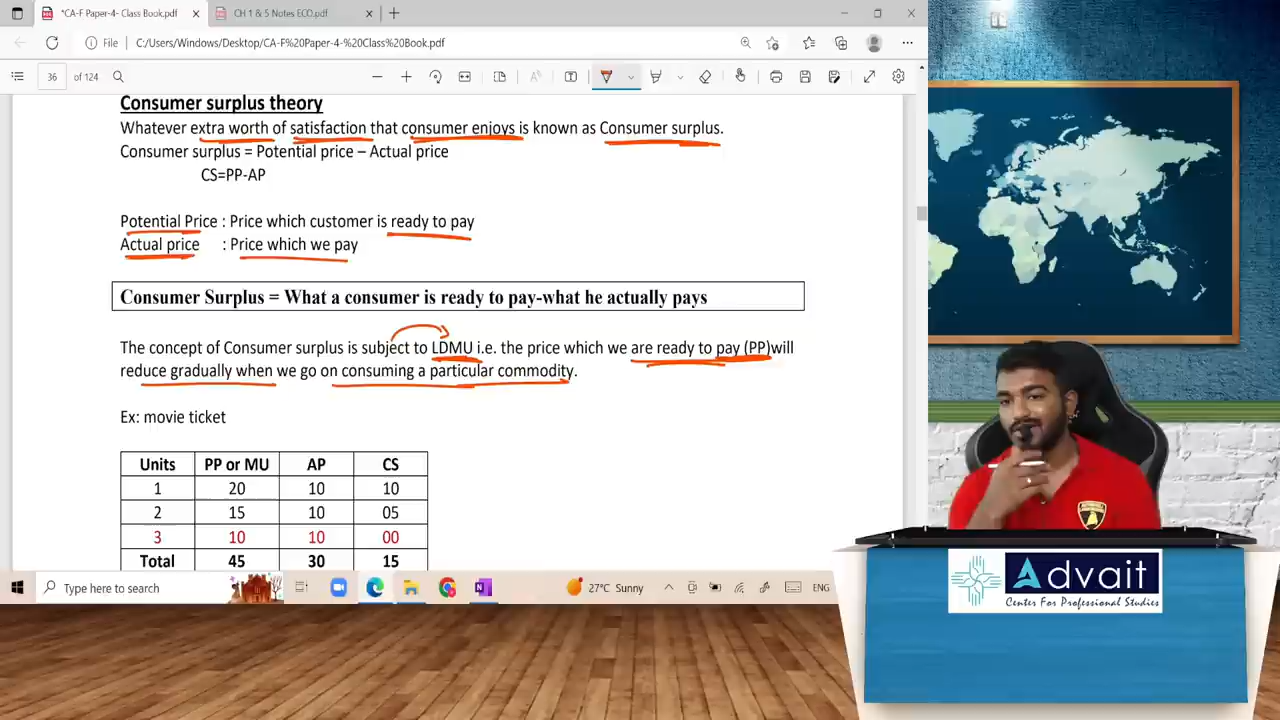 *CA-F Paper-4- Class Book.pdf
CH 1 & 5 Notes ECO.pdf
File
C:/Users/Windows/Desktop/CA-F%20Paper-4-%20Class%20Book.pdf
36 of 124
Consumer surplus theory
Whatever extra worth of satisfaction that consumer enjoys is known as Consumer surplus.
Consumer surplus = Potential price – Actual price
CS=PP-AP
Potential Price : Price which customer is ready to pay
Actual price : Price which we pay
Consumer Surplus = What a consumer is ready to pay-what he actually pays
The concept of Consumer surplus is subject to LDMU i.e. the price which we are ready to pay (PP)will
reduce gradually when we go on consuming a particular commodity.
Ex: movie ticket
Units PP or MU AP CS
1 20 10 10
2 15 10 05
3 10 10 00
Total 45 30 15
Type here to search
27°C Sunny
ENG
Advait
Center For Professional Studies